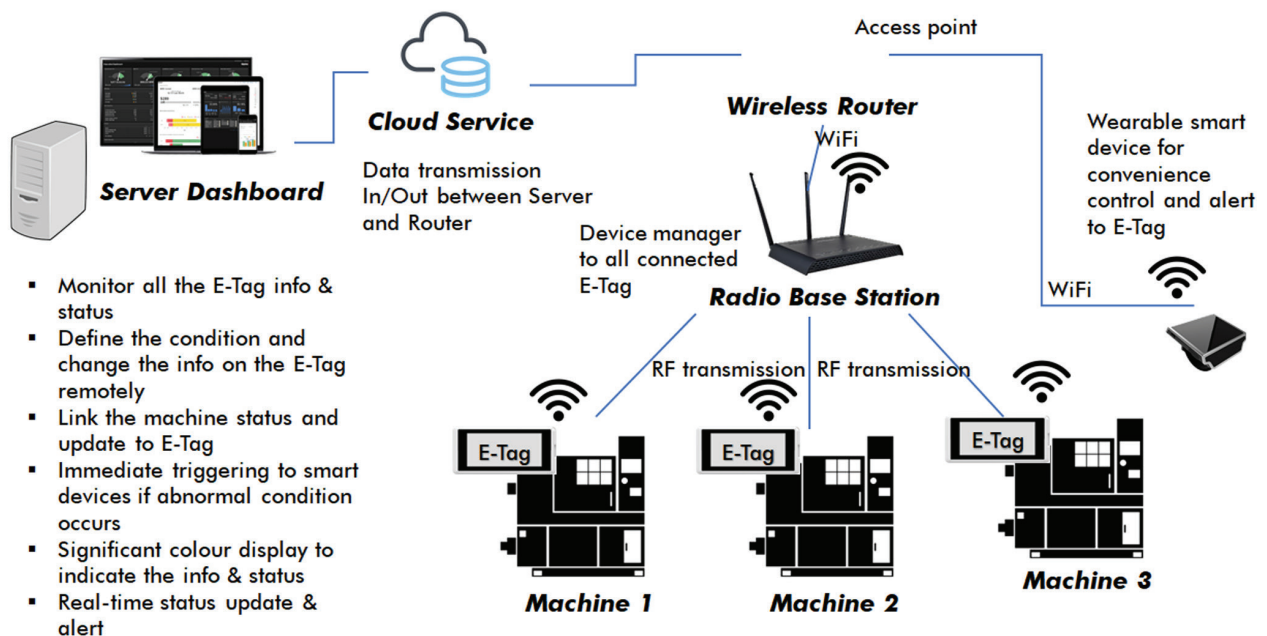 Access point
Cloud Service
Data transmission
In/Out between Server
and Router
Wireless Router
WiFi
Server Dashboard
Wearable smart
device for
convenience
control and alert
to E-Tag
WiFi
Device manager
to all connected
E-Tag
Radio Base Station
▪ Monitor all the E-Tag info &
status
▪ Define the condition and
change the info on the E-Tag
remotely
▪ Link the machine status and
update to E-Tag
▪ Immediate triggering to smart
devices if abnormal condition
occurs
▪ Significant colour display to
indicate the info & status
▪ Real-time status update &
alert
RF transmission
RF transmission
E-Tag
E-Tag
E-Tag
Machine 1
Machine 2
Machine 3